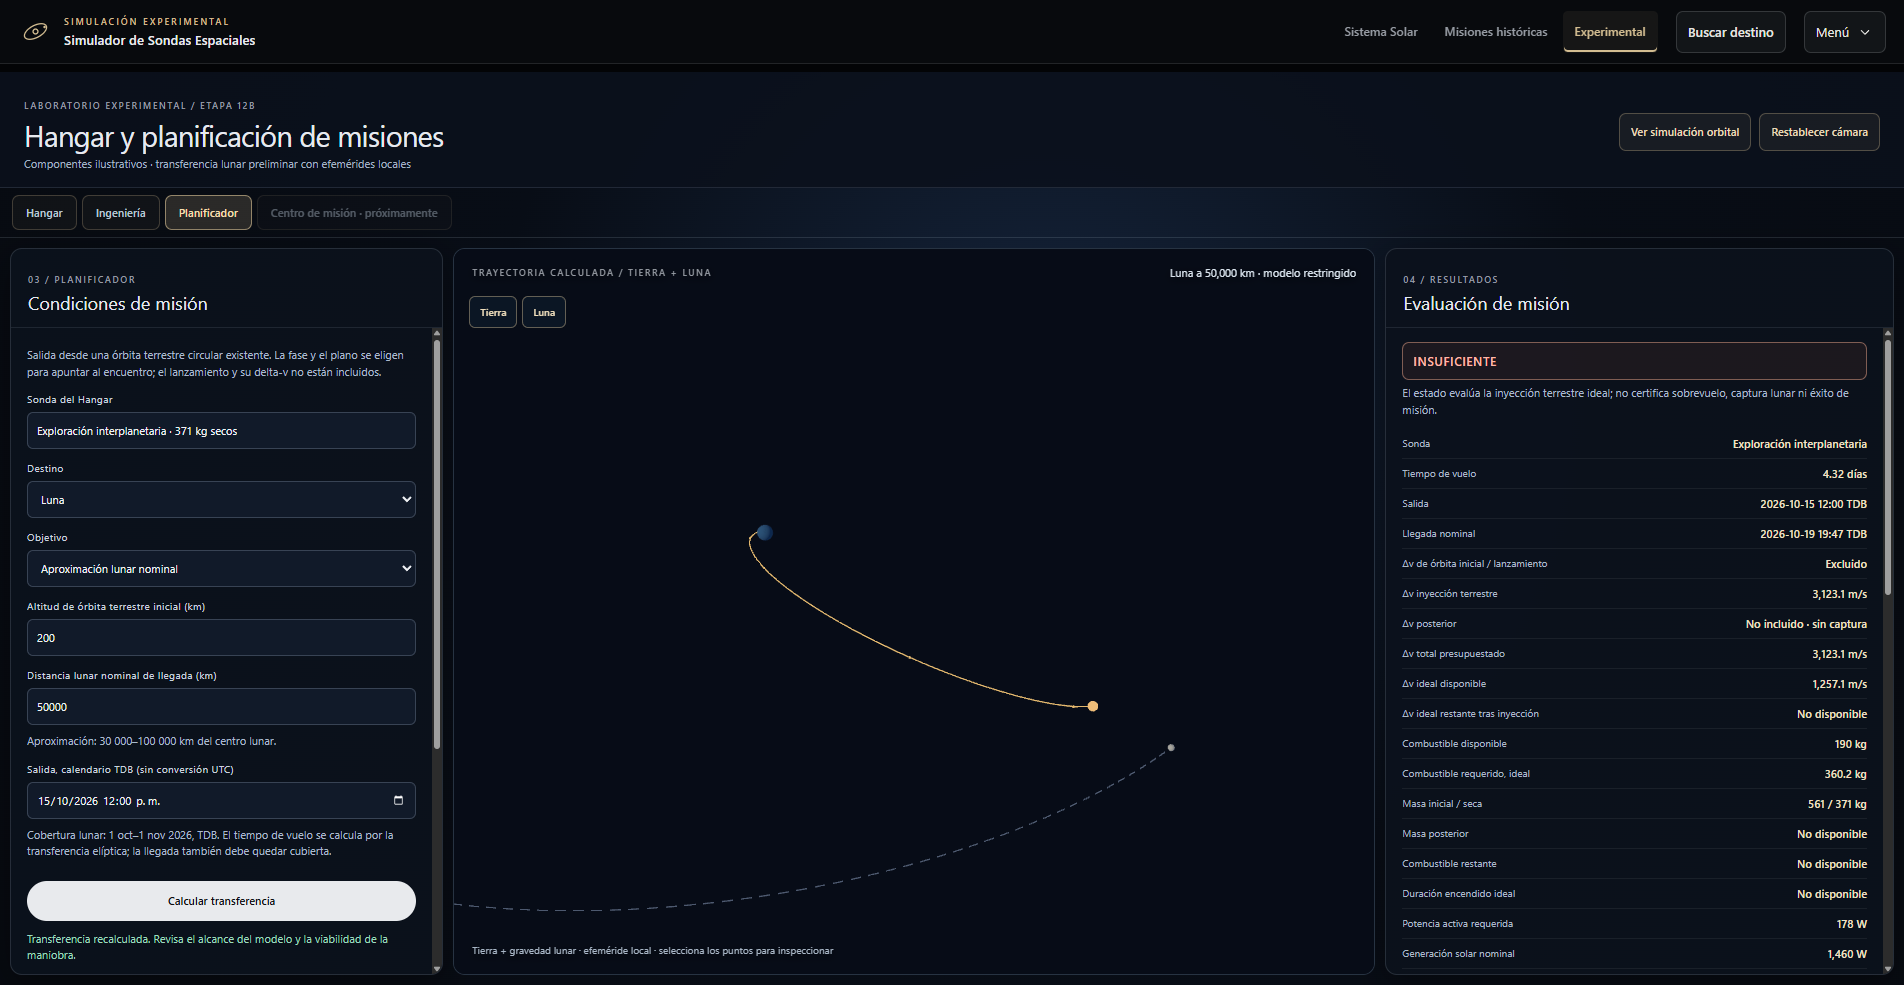 SIMULACIÓN EXPERIMENTAL
Simulador de Sondas Espaciales
Sistema Solar
Misiones históricas
Experimental
Buscar destino
Menú
LABORATORIO EXPERIMENTAL / ETAPA 12B
Hangar y planificación de misiones
Componentes ilustrativos · transferencia lunar preliminar con efemérides locales
Ver simulación orbital
Restablecer cámara
Hangar
Ingeniería
Planificador
Centro de misión · próximamente
03 / PLANIFICADOR
Condiciones de misión
Salida desde una órbita terrestre circular existente. La fase y el plano se eligen
para apuntar al encuentro; el lanzamiento y su delta-v no están incluidos.
Sonda del Hangar
Exploración interplanetaria · 371 kg secos
Destino
Luna
Objetivo
Aproximación lunar nominal
Altitud de órbita terrestre inicial (km)
200
Distancia lunar nominal de llegada (km)
50000
Aproximación: 30 000–100 000 km del centro lunar.
Salida, calendario TDB (sin conversión UTC)
15/10/2026 12:00 p. m.
Cobertura lunar: 1 oct–1 nov 2026, TDB. El tiempo de vuelo se calcula por la
transferencia elíptica; la llegada también debe quedar cubierta.
Calcular transferencia
Transferencia recalculada. Revisa el alcance del modelo y la viabilidad de la
maniobra.
TRAYECTORIA CALCULADA / TIERRA + LUNA
Luna a 50,000 km · modelo restringido
Tierra
Luna
Tierra + gravedad lunar · efeméride local · selecciona los puntos para inspeccionar
04 / RESULTADOS
Evaluación de misión
INSUFICIENTE
El estado evalúa la inyección terrestre ideal; no certifica sobrevuelo, captura lunar ni éxito de
misión.
Sonda Exploración interplanetaria
Tiempo de vuelo 4.32 días
Salida 2026-10-15 12:00 TDB
Llegada nominal 2026-10-19 19:47 TDB
Δv de órbita inicial / lanzamiento Excluido
Δv inyección terrestre 3,123.1 m/s
Δv posterior No incluido · sin captura
Δv total presupuestado 3,123.1 m/s
Δv ideal disponible 1,257.1 m/s
Δv ideal restante tras inyección No disponible
Combustible disponible 190 kg
Combustible requerido, ideal 360.2 kg
Masa inicial / seca 561 / 371 kg
Masa posterior No disponible
Combustible restante No disponible
Duración encendido ideal No disponible
Potencia activa requerida 178 W
Generación solar nominal 1,460 W